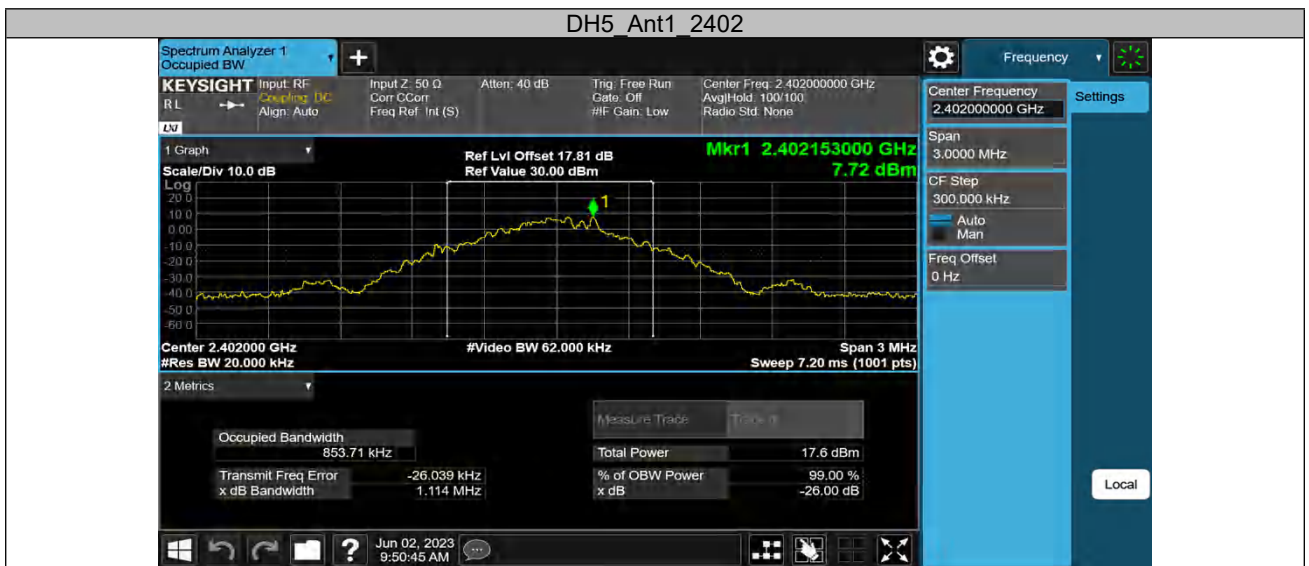 DH5_Ant1_2402
Spectrum Analyzer 1
Occupied BW
+
Frequency
KEYSIGHT
RL
LXI
Input: RF
Coupling: DC
Align: Auto
Input Z: 50 Ω
Corr CCorr
Freq Ref: Int (S)
Atten: 40 dB
Trig: Free Run
Gate: Off
#IF Gain: Low
Center Freq: 2.402000000 GHz
Avg|Hold: 100/100
Radio Std: None
Center Frequency
2.402000000 GHz
Settings
Span
3.0000 MHz
CF Step
300.000 kHz
Auto
Man
Freq Offset
0 Hz
Local
1 Graph
Scale/Div 10.0 dB
Ref Lvl Offset 17.81 dB
Ref Value 30.00 dBm
Mkr1 2.402153000 GHz
7.72 dBm
Log
20.0
10.0
0.00
-10.0
-20.0
-30.0
-40.0
-50.0
-60.0
1
Center 2.402000 GHz
#Video BW 62.000 kHz
Span 3 MHz
#Res BW 20.000 kHz
Sweep 7.20 ms (1001 pts)
2 Metrics
Measure Trace
Occupied Bandwidth
853.71 kHz
Total Power 17.6 dBm
Transmit Freq Error -26.039 kHz
% of OBW Power 99.00 %
x dB Bandwidth 1.114 MHz
x dB -26.00 dB
?
Jun 02, 2023
9:50:45 AM